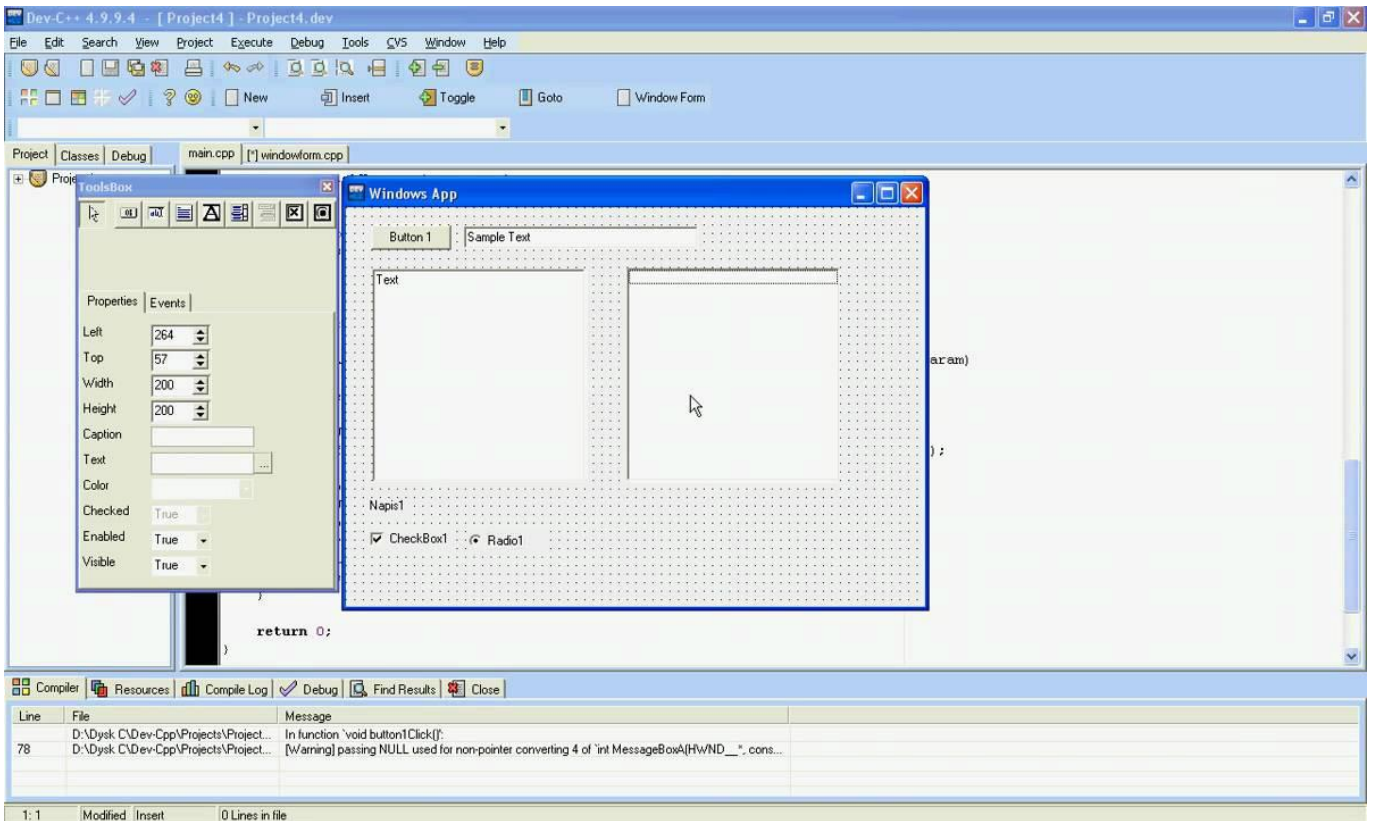 Dev-C++ 4.9.9.4 - [ Project4 ] - Project4.dev
File Edit Search View Project Execute Debug Tools CVS Window Help
New Insert Toggle Goto Window Form
Project Classes Debug main.cpp [*] windowform.cpp
Proje
ToolsBox
Windows App
Button 1 Sample Text
Text
Properties Events
Left 264
Top 57
Width 200
Height 200
Caption
Text ...
Color
Checked True
Enabled True
Visible True
Napis1
CheckBox1 Radio1
aram)
);
}
return 0;
}
Compiler Resources Compile Log Debug Find Results Close
Line File Message
D:\Dysk C\Dev-Cpp\Projects\Project... In function `void button1Click()':
78 D:\Dysk C\Dev-Cpp\Projects\Project... [Warning] passing NULL used for non-pointer converting 4 of `int MessageBoxA(HWND__*, cons...
1: 1 Modified Insert 0 Lines in file